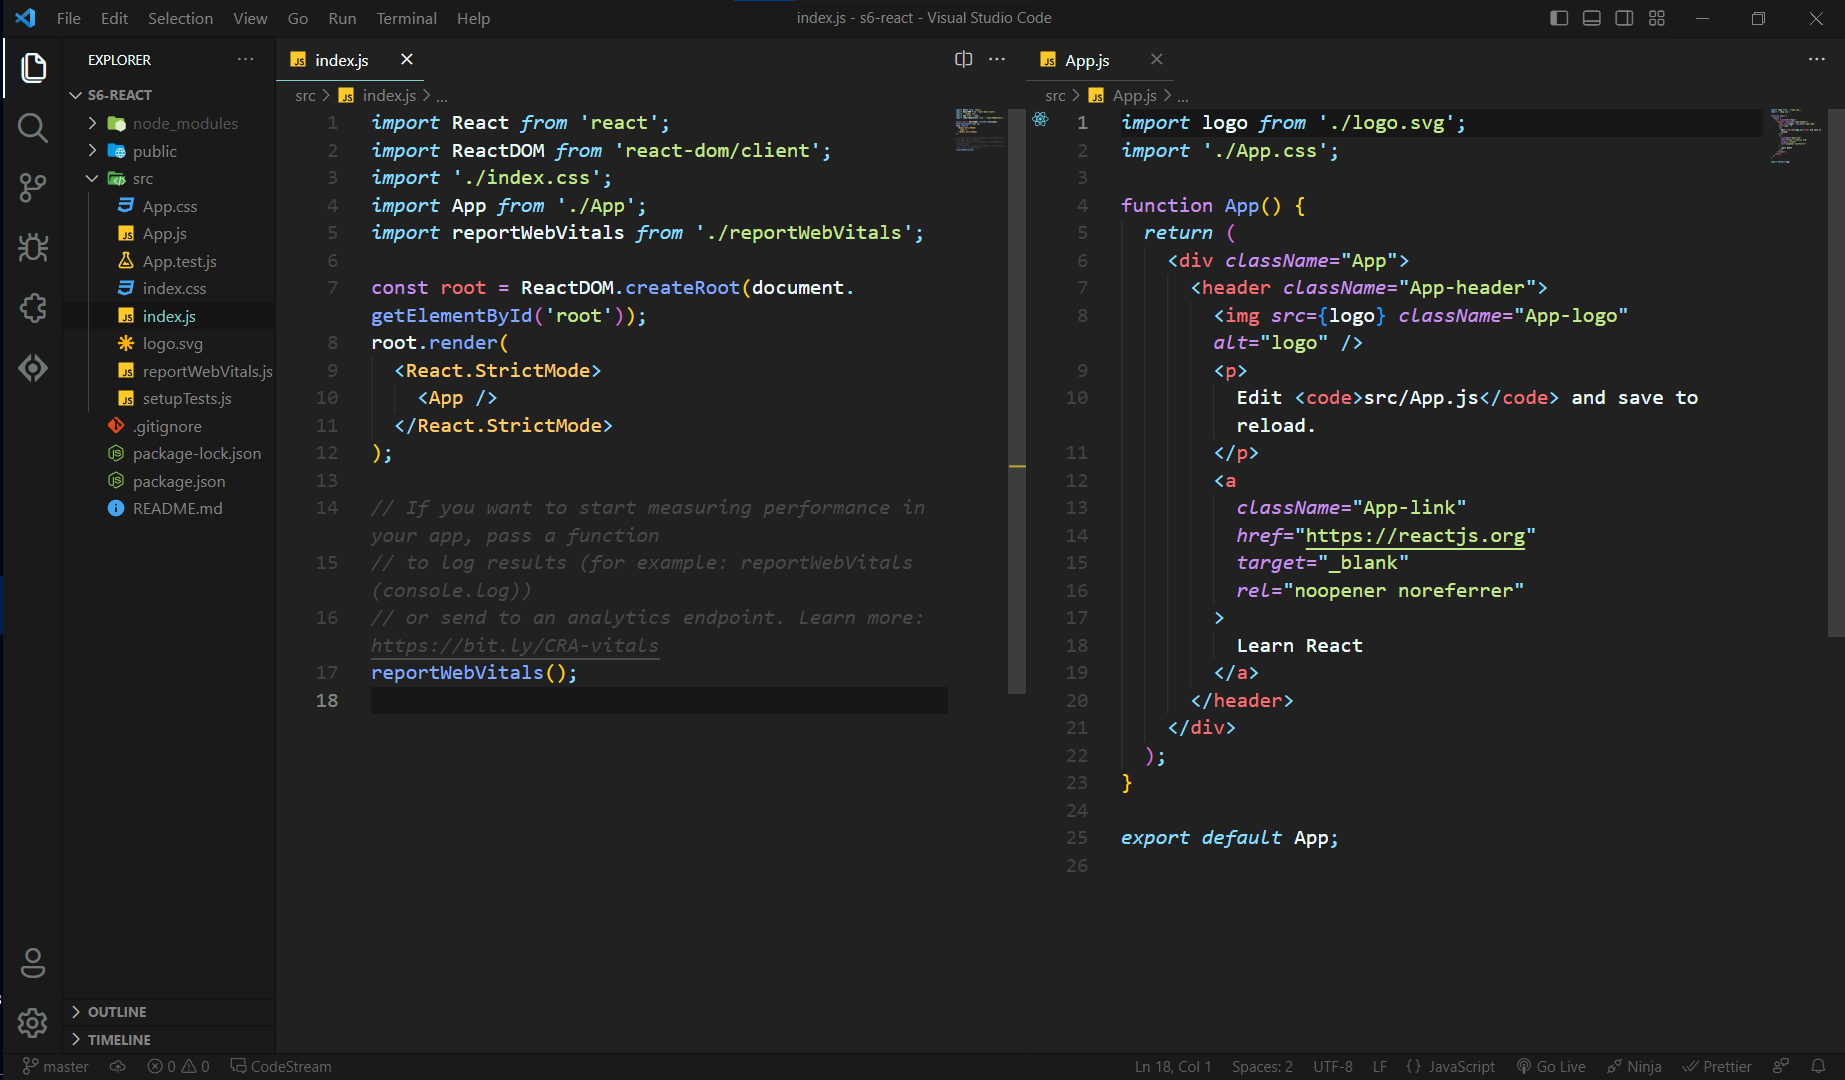 File Edit Selection View Go Run Terminal Help
index.js - s6-react - Visual Studio Code
EXPLORER
S6-REACT
node_modules
public
src
App.css
App.js
App.test.js
index.css
index.js
logo.svg
reportWebVitals.js
setupTests.js
.gitignore
package-lock.json
package.json
README.md
OUTLINE
TIMELINE
index.js
src > index.js > ...
1 import React from 'react';
2 import ReactDOM from 'react-dom/client';
3 import './index.css';
4 import App from './App';
5 import reportWebVitals from './reportWebVitals';
6
7 const root = ReactDOM.createRoot(document.
getElementById('root'));
8 root.render(
9 <React.StrictMode>
10 <App />
11 </React.StrictMode>
12 );
13
14 // If you want to start measuring performance in
your app, pass a function
15 // to log results (for example: reportWebVitals
(console.log))
16 // or send to an analytics endpoint. Learn more:
https://bit.ly/CRA-vitals
17 reportWebVitals();
18
App.js
src > App.js > ...
1 import logo from './logo.svg';
2 import './App.css';
3
4 function App() {
5 return (
6 <div className="App">
7 <header className="App-header">
8 <img src={logo} className="App-logo"
alt="logo" />
9 <p>
10 Edit <code>src/App.js</code> and save to
reload.
11 </p>
12 <a
13 className="App-link"
14 href="https://reactjs.org"
15 target="_blank"
16 rel="noopener noreferrer"
17 >
18 Learn React
19 </a>
20 </header>
21 </div>
22 );
23 }
24
25 export default App;
26
master 0 0 CodeStream Ln 18, Col 1 Spaces: 2 UTF-8 LF {} JavaScript Go Live Ninja Prettier